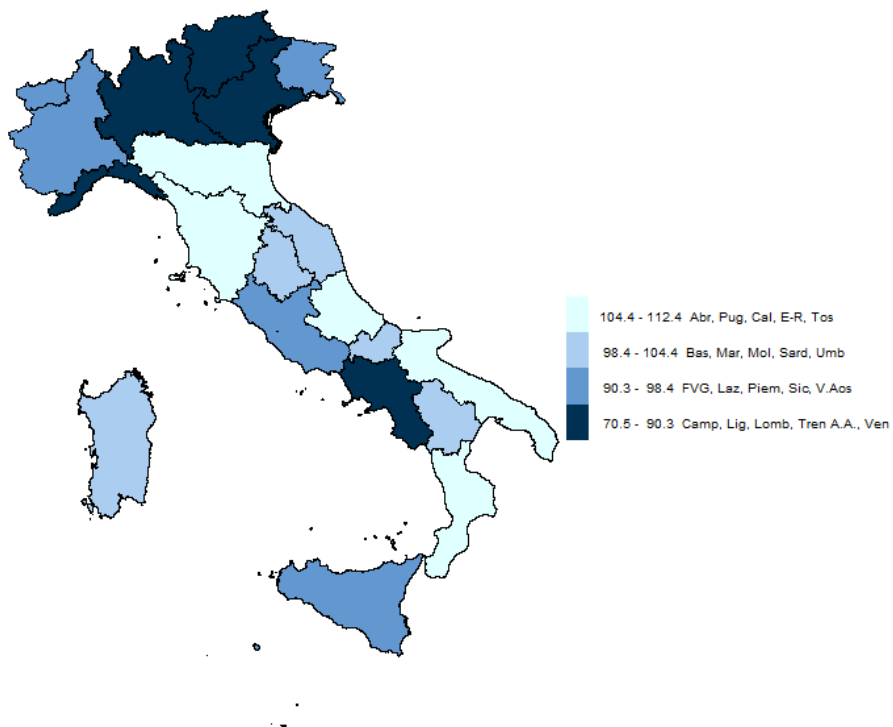 104.4 - 112.4 Abr, Pug, Cal, E-R, Tos
98.4 - 104.4 Bas, Mar, Mol, Sard, Umb
90.3 - 98.4 FVG, Laz, Piem, Sic, V.Aos
70.5 - 90.3 Camp, Lig, Lomb, Tren A.A., Ven